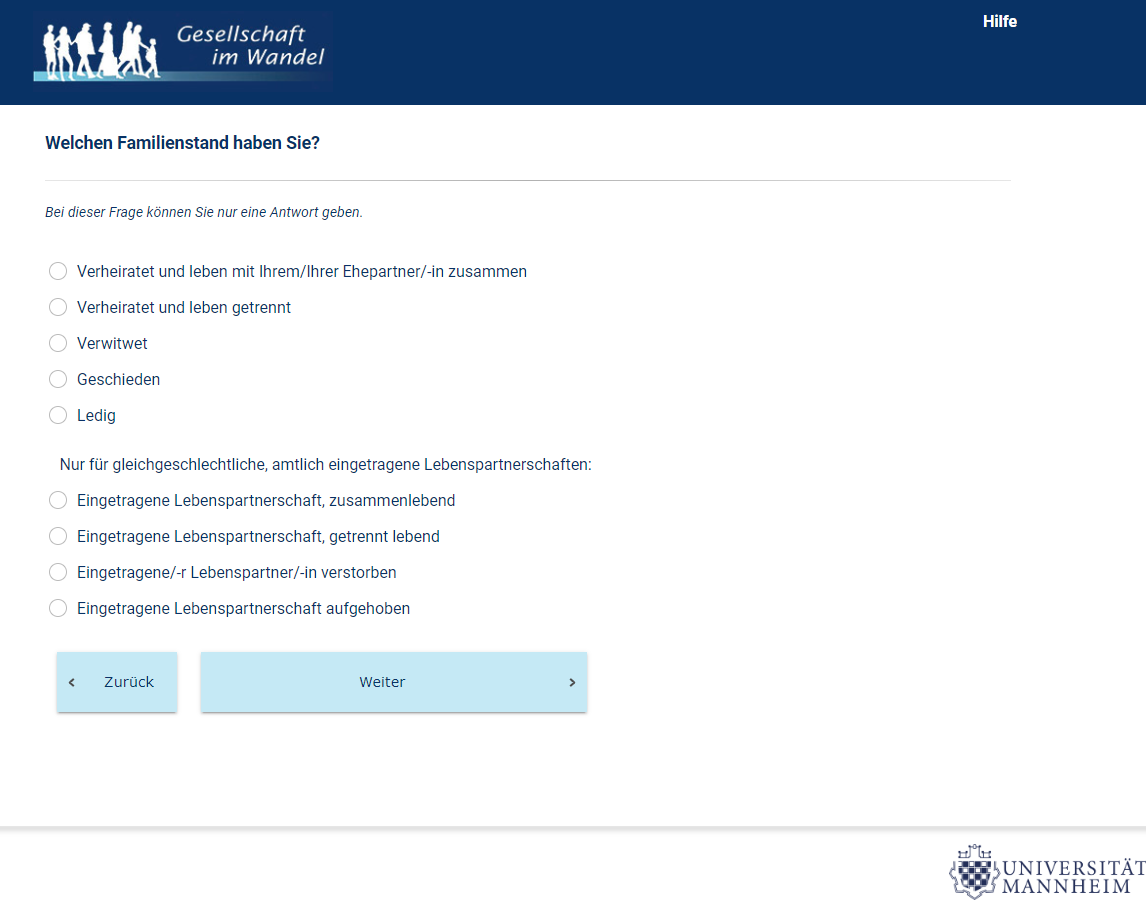 Gesellschaft
im Wandel
Hilfe
Welchen Familienstand haben Sie?
Bei dieser Frage können Sie nur eine Antwort geben.
Verheiratet und leben mit Ihrem/Ihrer Ehepartner/-in zusammen
Verheiratet und leben getrennt
Verwitwet
Geschieden
Ledig
Nur für gleichgeschlechtliche, amtlich eingetragene Lebenspartnerschaften:
Eingetragene Lebenspartnerschaft, zusammenlebend
Eingetragene Lebenspartnerschaft, getrennt lebend
Eingetragene/-r Lebenspartner/-in verstorben
Eingetragene Lebenspartnerschaft aufgehoben
‹ Zurück
Weiter ›
UNIVERSITÄT
MANNHEIM